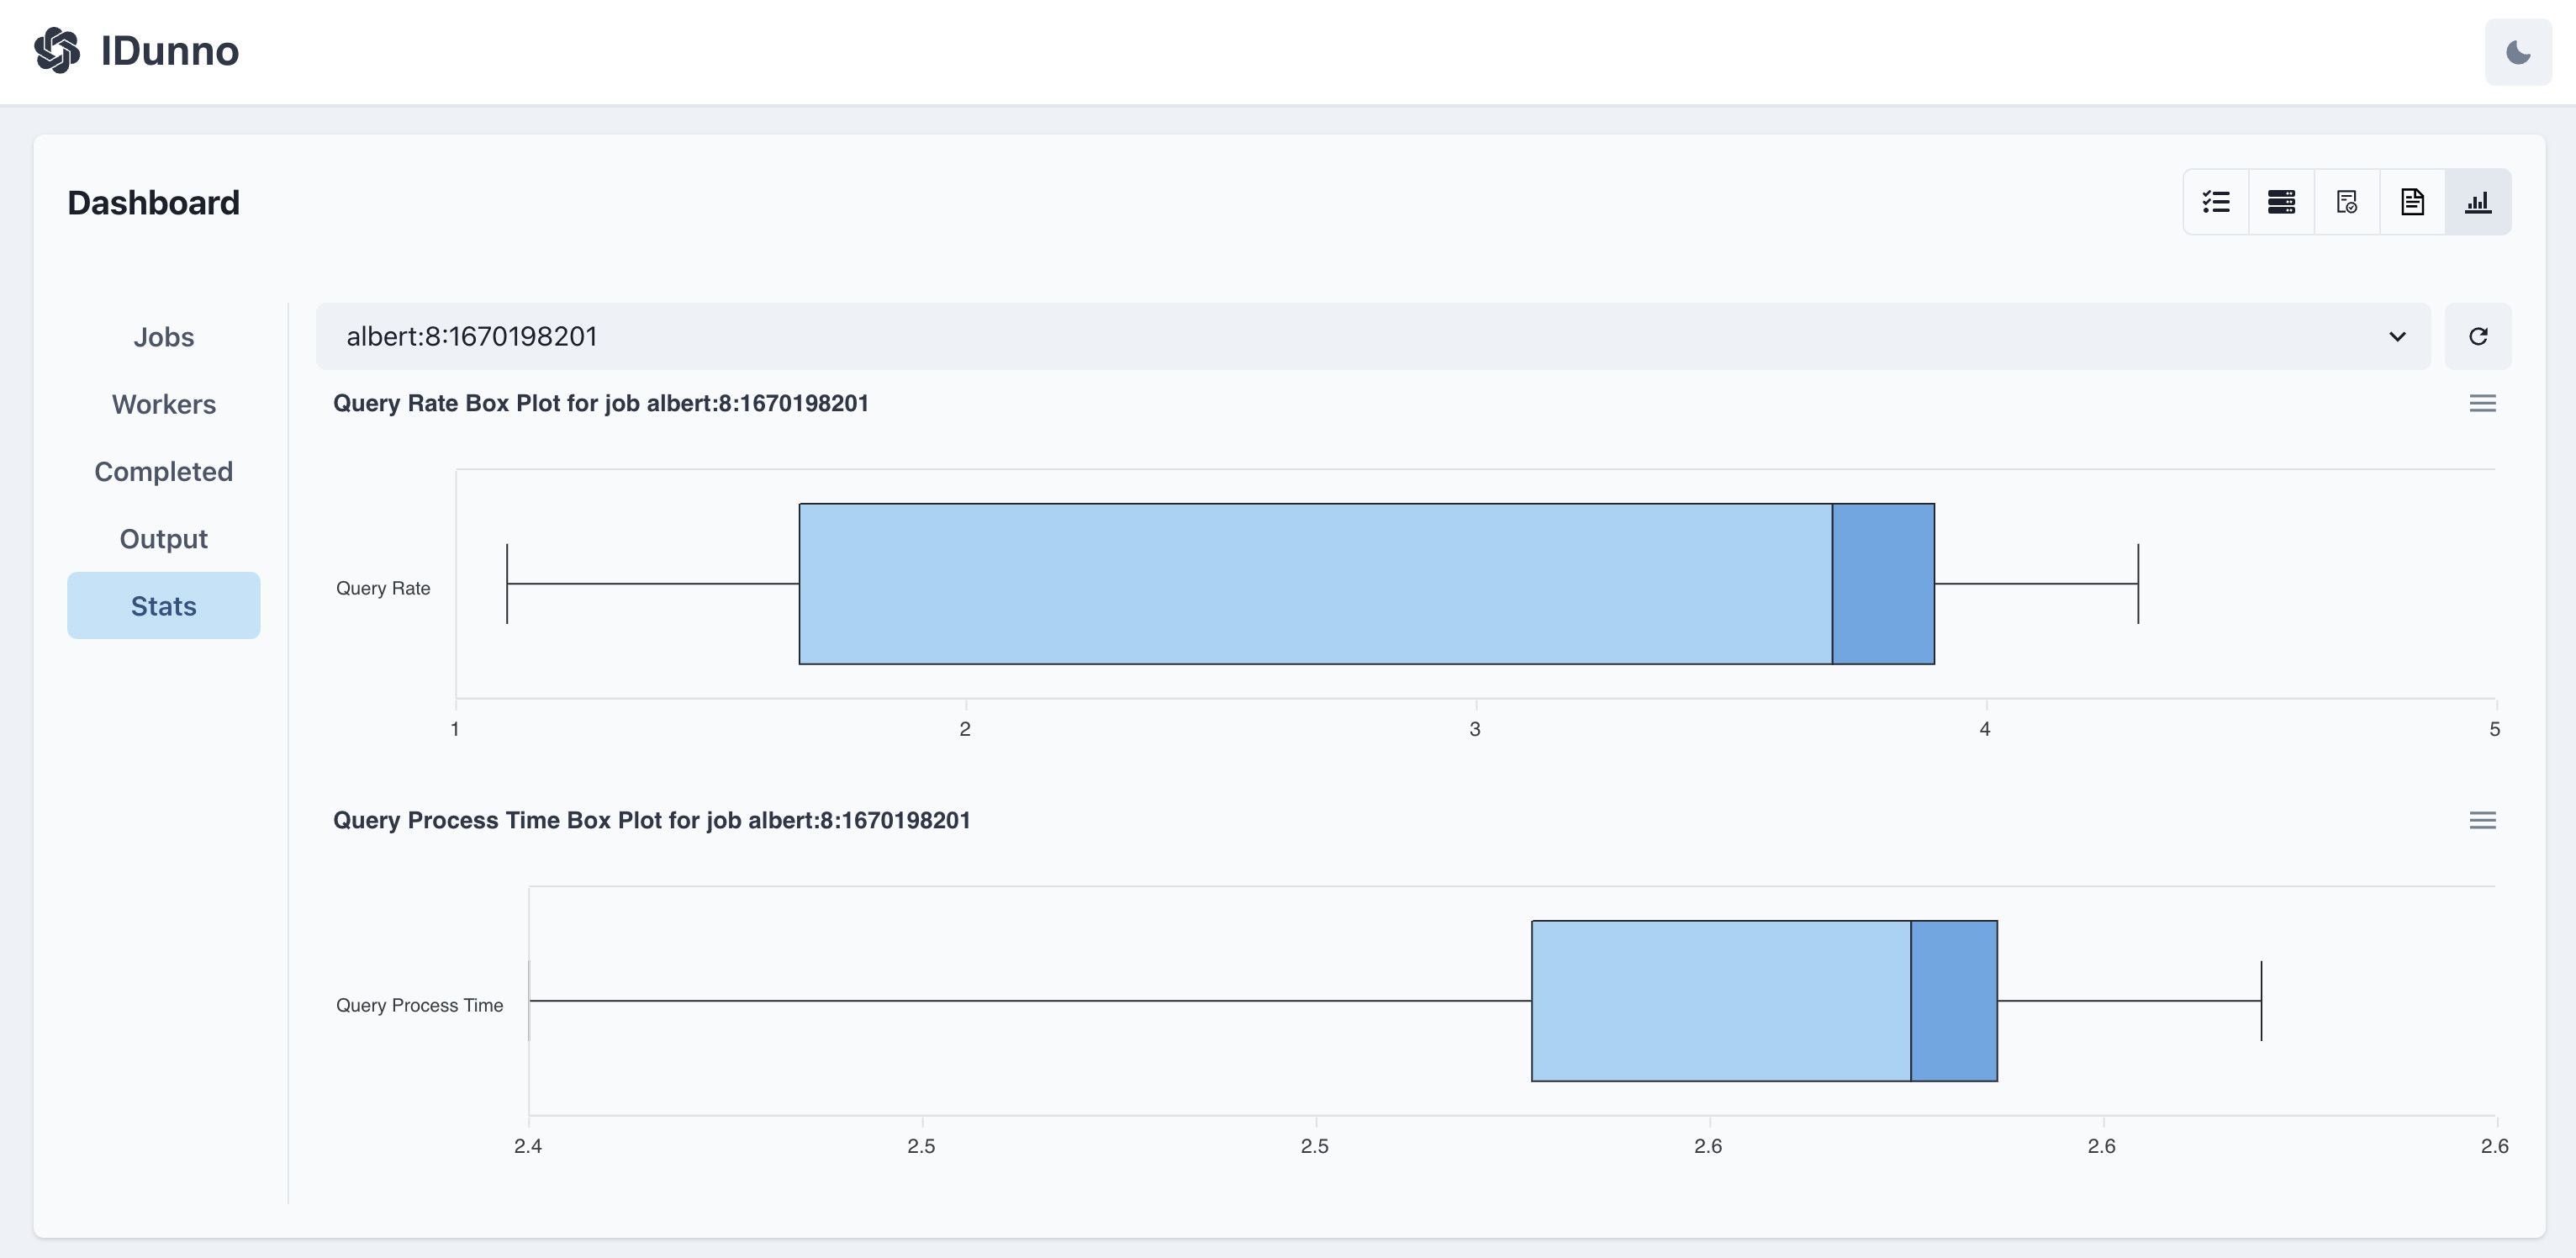 IDunno
Dashboard
Jobs
Workers
Completed
Output
Stats
albert:8:1670198201
Query Rate Box Plot for job albert:8:1670198201
Query Rate
1 2 3 4 5
Query Process Time Box Plot for job albert:8:1670198201
Query Process Time
2.4 2.5 2.5 2.6 2.6 2.6